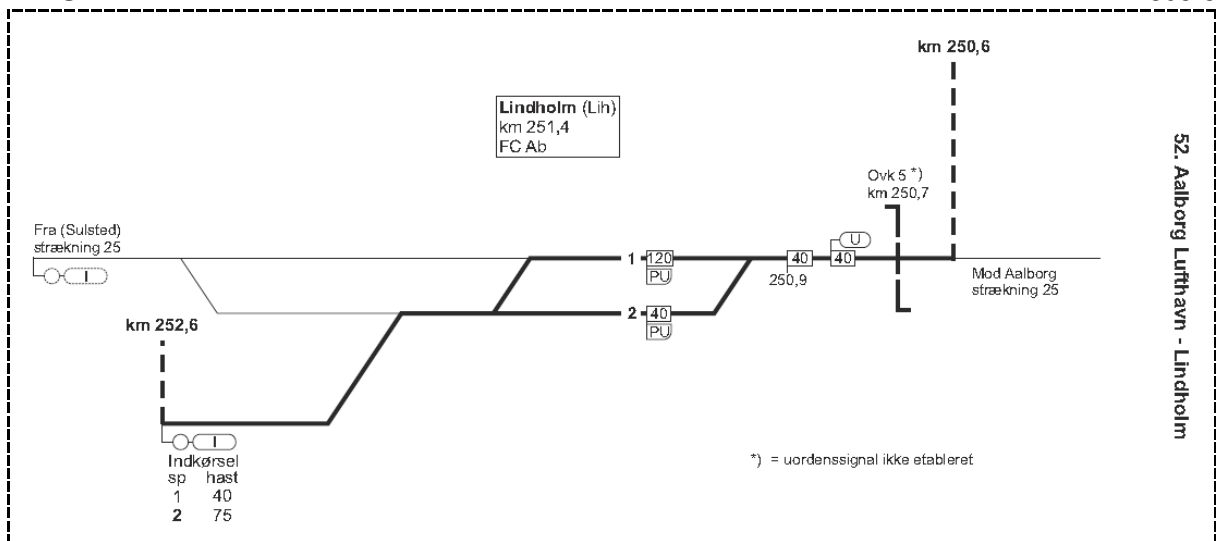 km 250,6
Lindholm (Lih)
km 251,4
FC Ab
Ovk 5 *)
km 250,7
Fra (Sulsted)
strækning 25
I
1 120
PU
40
U
40
250,9
Mod Aalborg
strækning 25
2 40
PU
km 252,6
I
Indkørsel
sp hast
1 40
2 75
*) = uordenssignal ikke etableret
52. Aalborg Lufthavn - Lindholm